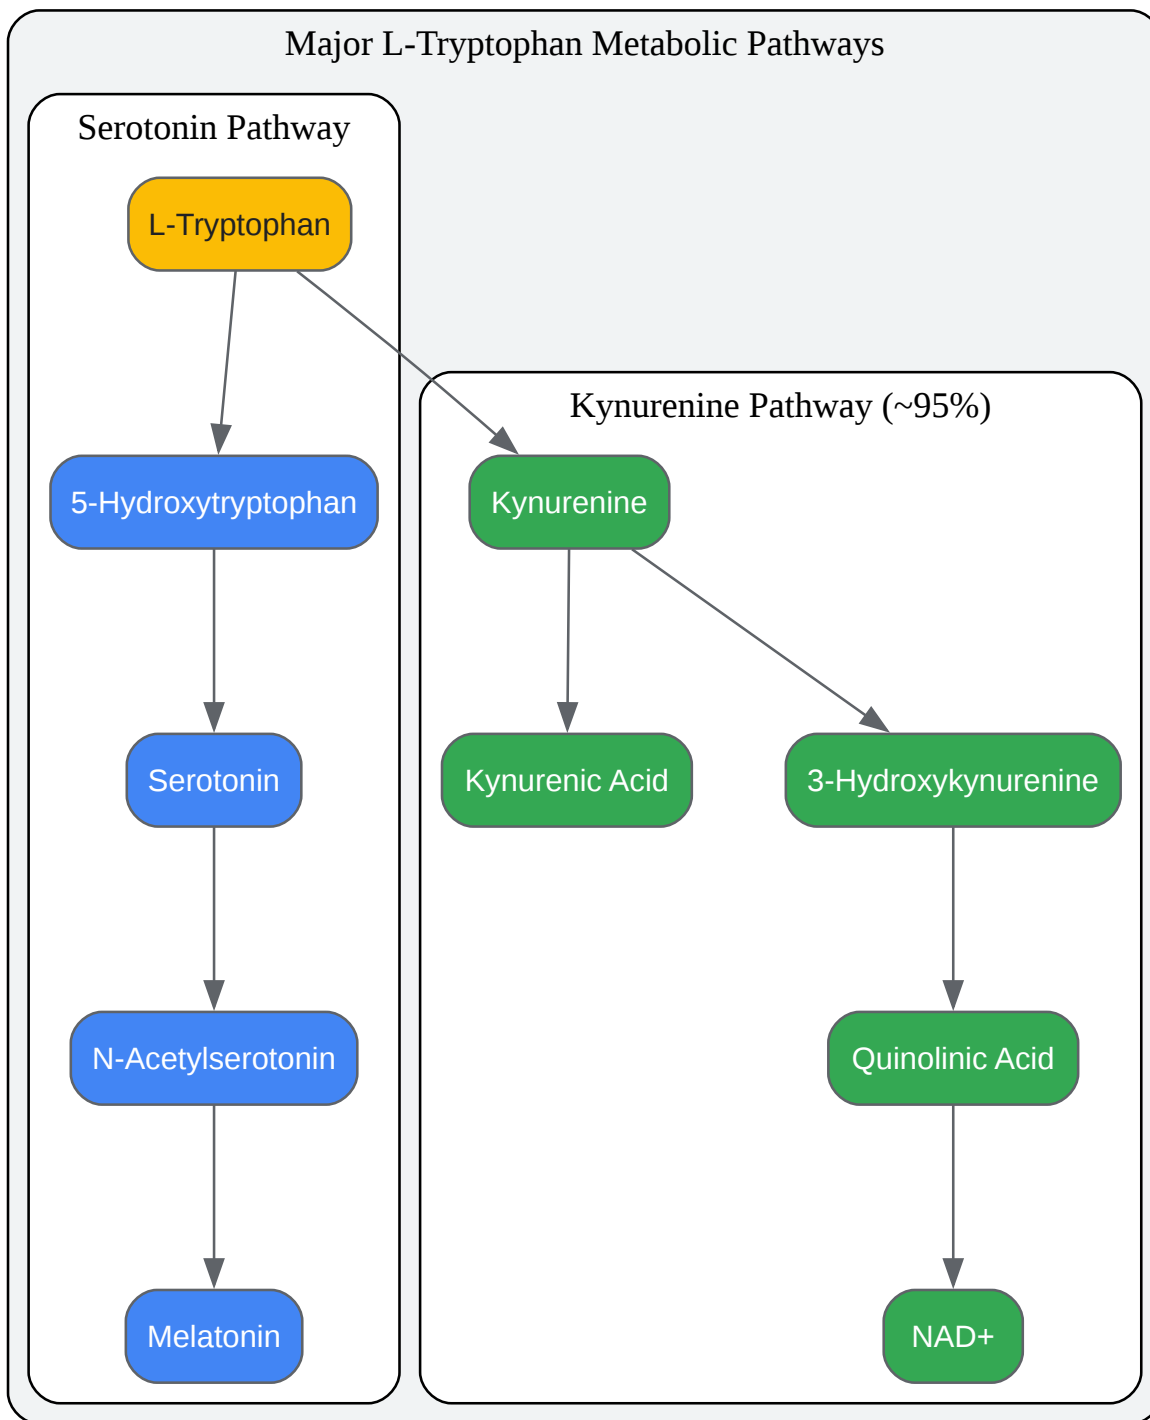 Major L-Tryptophan Metabolic Pathways
Serotonin Pathway
L-Tryptophan
Kynurenine Pathway (~95%)
5-Hydroxytryptophan
Kynurenine
Serotonin
Kynurenic Acid
3-Hydroxykynurenine
N-Acetylserotonin
Quinolinic Acid
Melatonin
NAD+